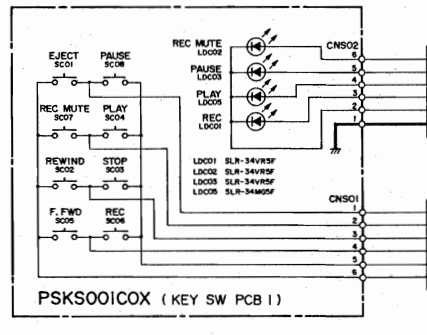 EJECT
SC01
PAUSE
SC08
REC MUTE
SC07
PLAY
SC04
REWIND
SC02
STOP
SC03
F. FWD
SC05
REC
SC06
REC MUTE
LDC02
PAUSE
LDC03
PLAY
LDC05
REC
LDC01
CNS02
6
5
4
3
2
1
LDC01 SLR-34VR5F
LDC02 SLR-34VR5F
LDC03 SLR-34VR5F
LDC05 SLR-34MG5F
CNS01
1
2
3
4
5
6
PSKS001COX ( KEY SW PCB I )